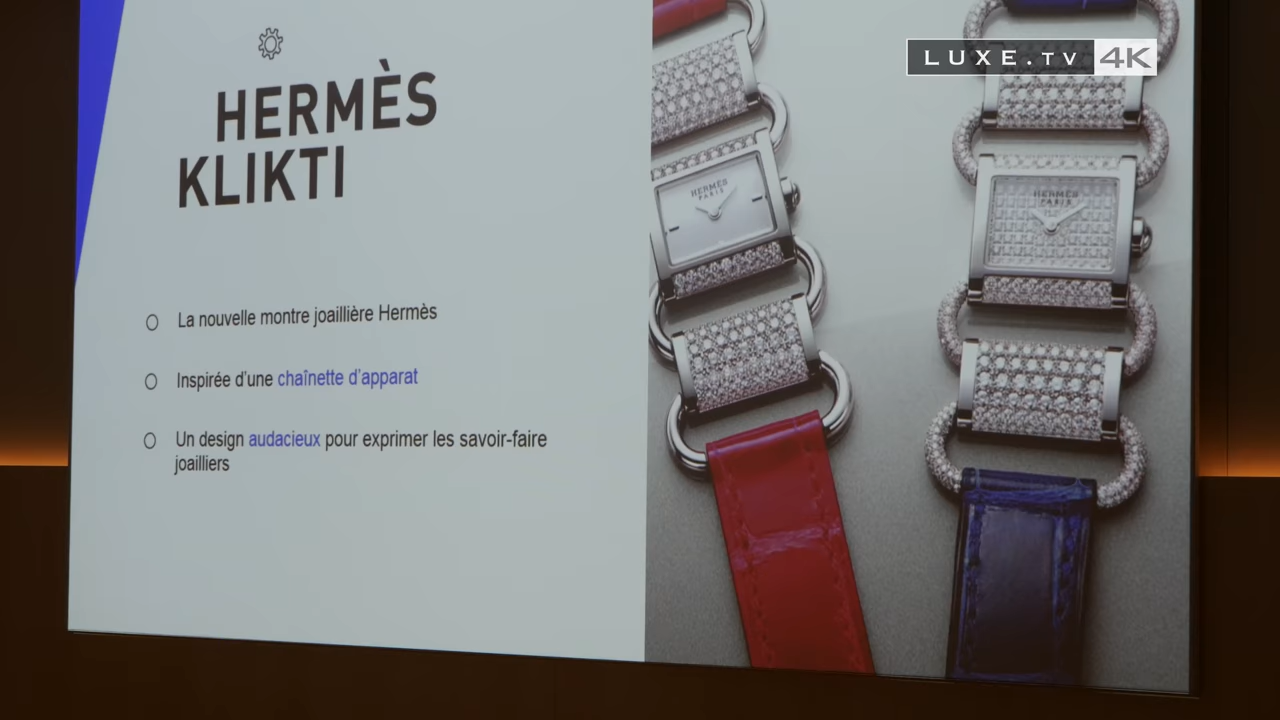 HERMÈS
KLIKTI
La nouvelle montre joaillière Hermès
Inspirée d'une chaînette d'apparat
Un design audacieux pour exprimer les savoir-faire
joailliers
LUXE.TV 4K
HERMÈS
PARIS
HERMÈS
PARIS